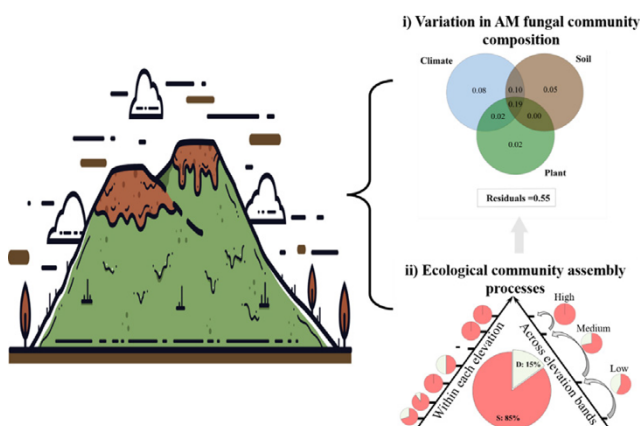 i) Variation in AM fungal community
composition
Climate
Soil
0.08
0.10
0.05
0.19
0.02
0.00
0.02
Plant
Residuals =0.55
ii) Ecological community assembly
processes
High
Medium
Low
Within each elevation
Across elevation bands
D: 15%
S: 85%